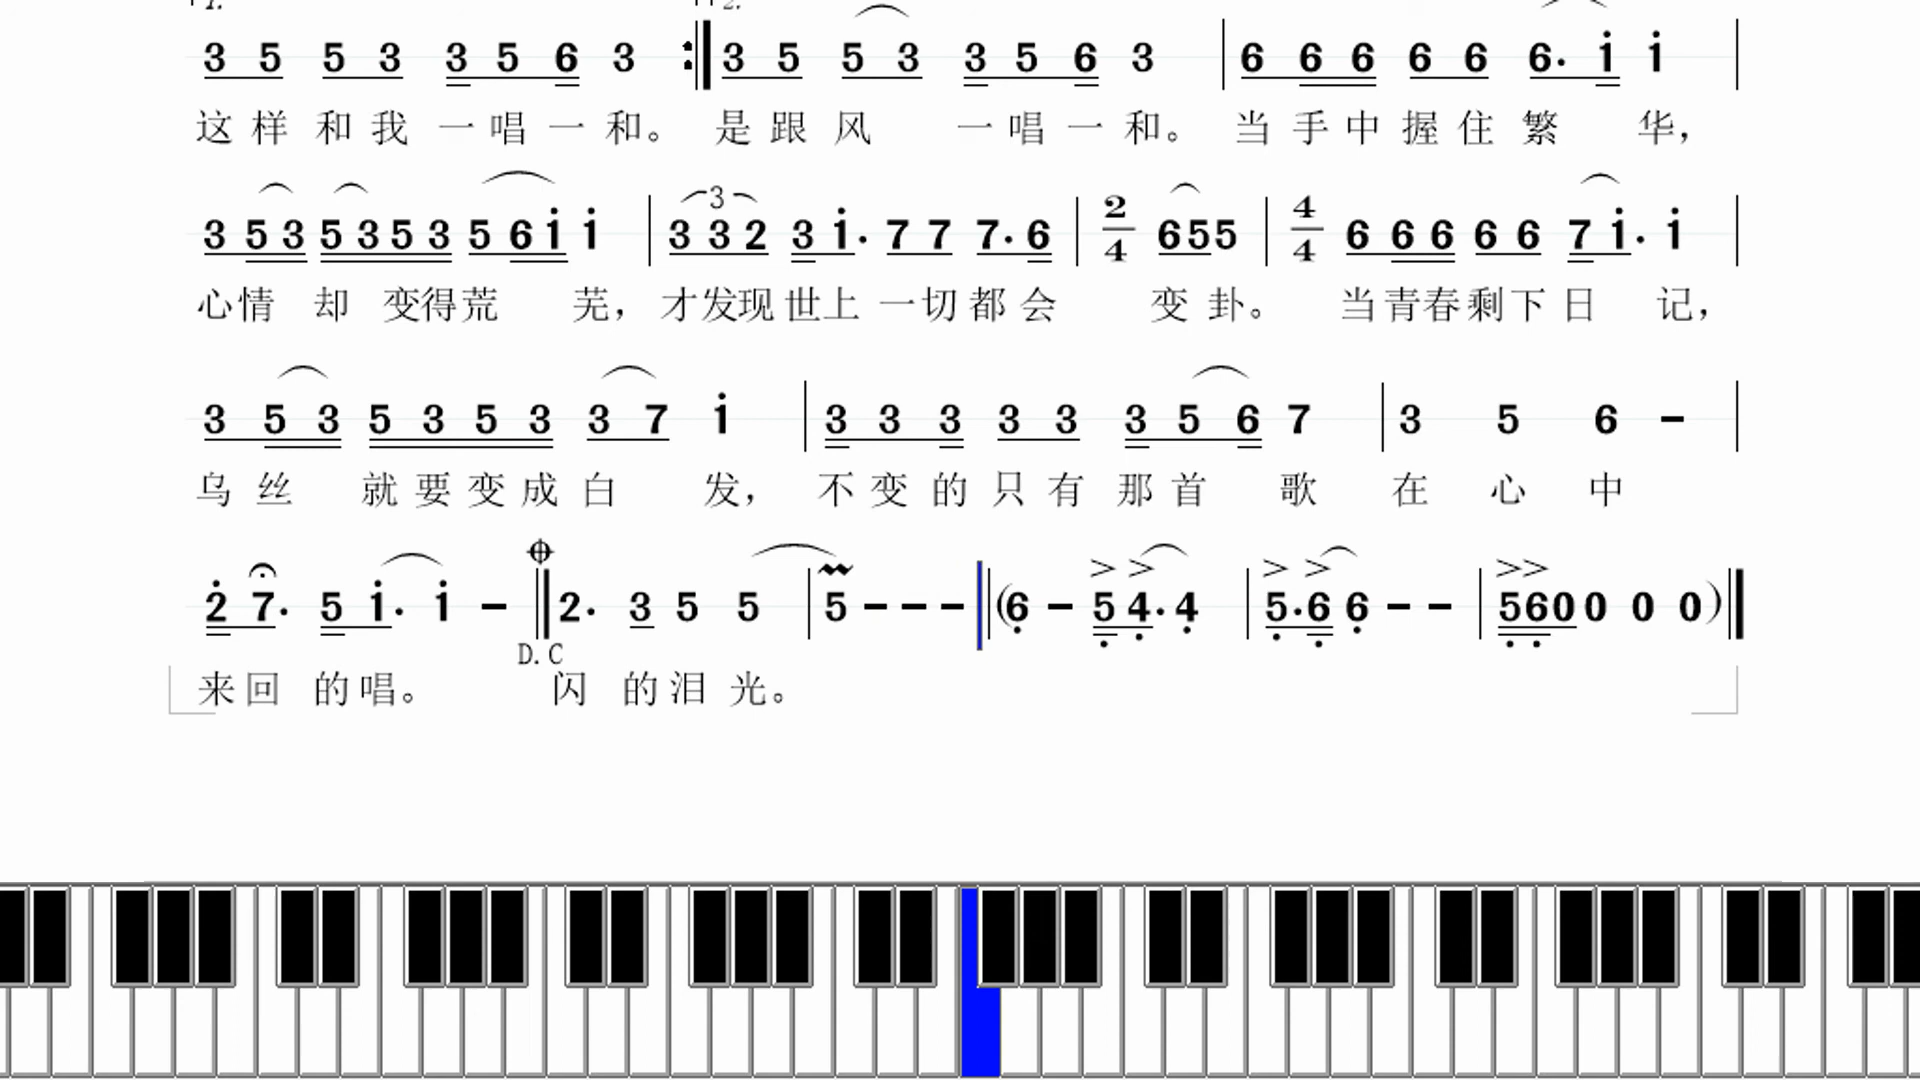 1. 2.
3 5 5 3 3 5 6 3 :‖ 3 5 5 3 3 5 6 3 | 6 6 6 6 6 6· i i |
这样和我一唱一和。是跟风一唱一和。当手中握住繁华，
3 5 3 5 3 5 3 5 6 i i | 3 3 2 3 i· 7 7 7· 6 | 2/4 6 5 5 | 4/4 6 6 6 6 6 7 i· i |
3
心情却变得荒芜，才发现世上一切都会变卦。当青春剩下日记，
3 5 3 5 3 5 3 3 7 i | 3 3 3 3 3 3 5 6 7 | 3 5 6 - |
乌丝就要变成白发，不变的只有那首歌在心中
2 7· 5 i· i - ‖ 2· 3 5 5 | 5 - - - ‖ (6 - 5 4· 4 | 5· 6 6 - - | 5 6 0 0 0 0) ‖
D.C
来回的唱。闪的泪光。